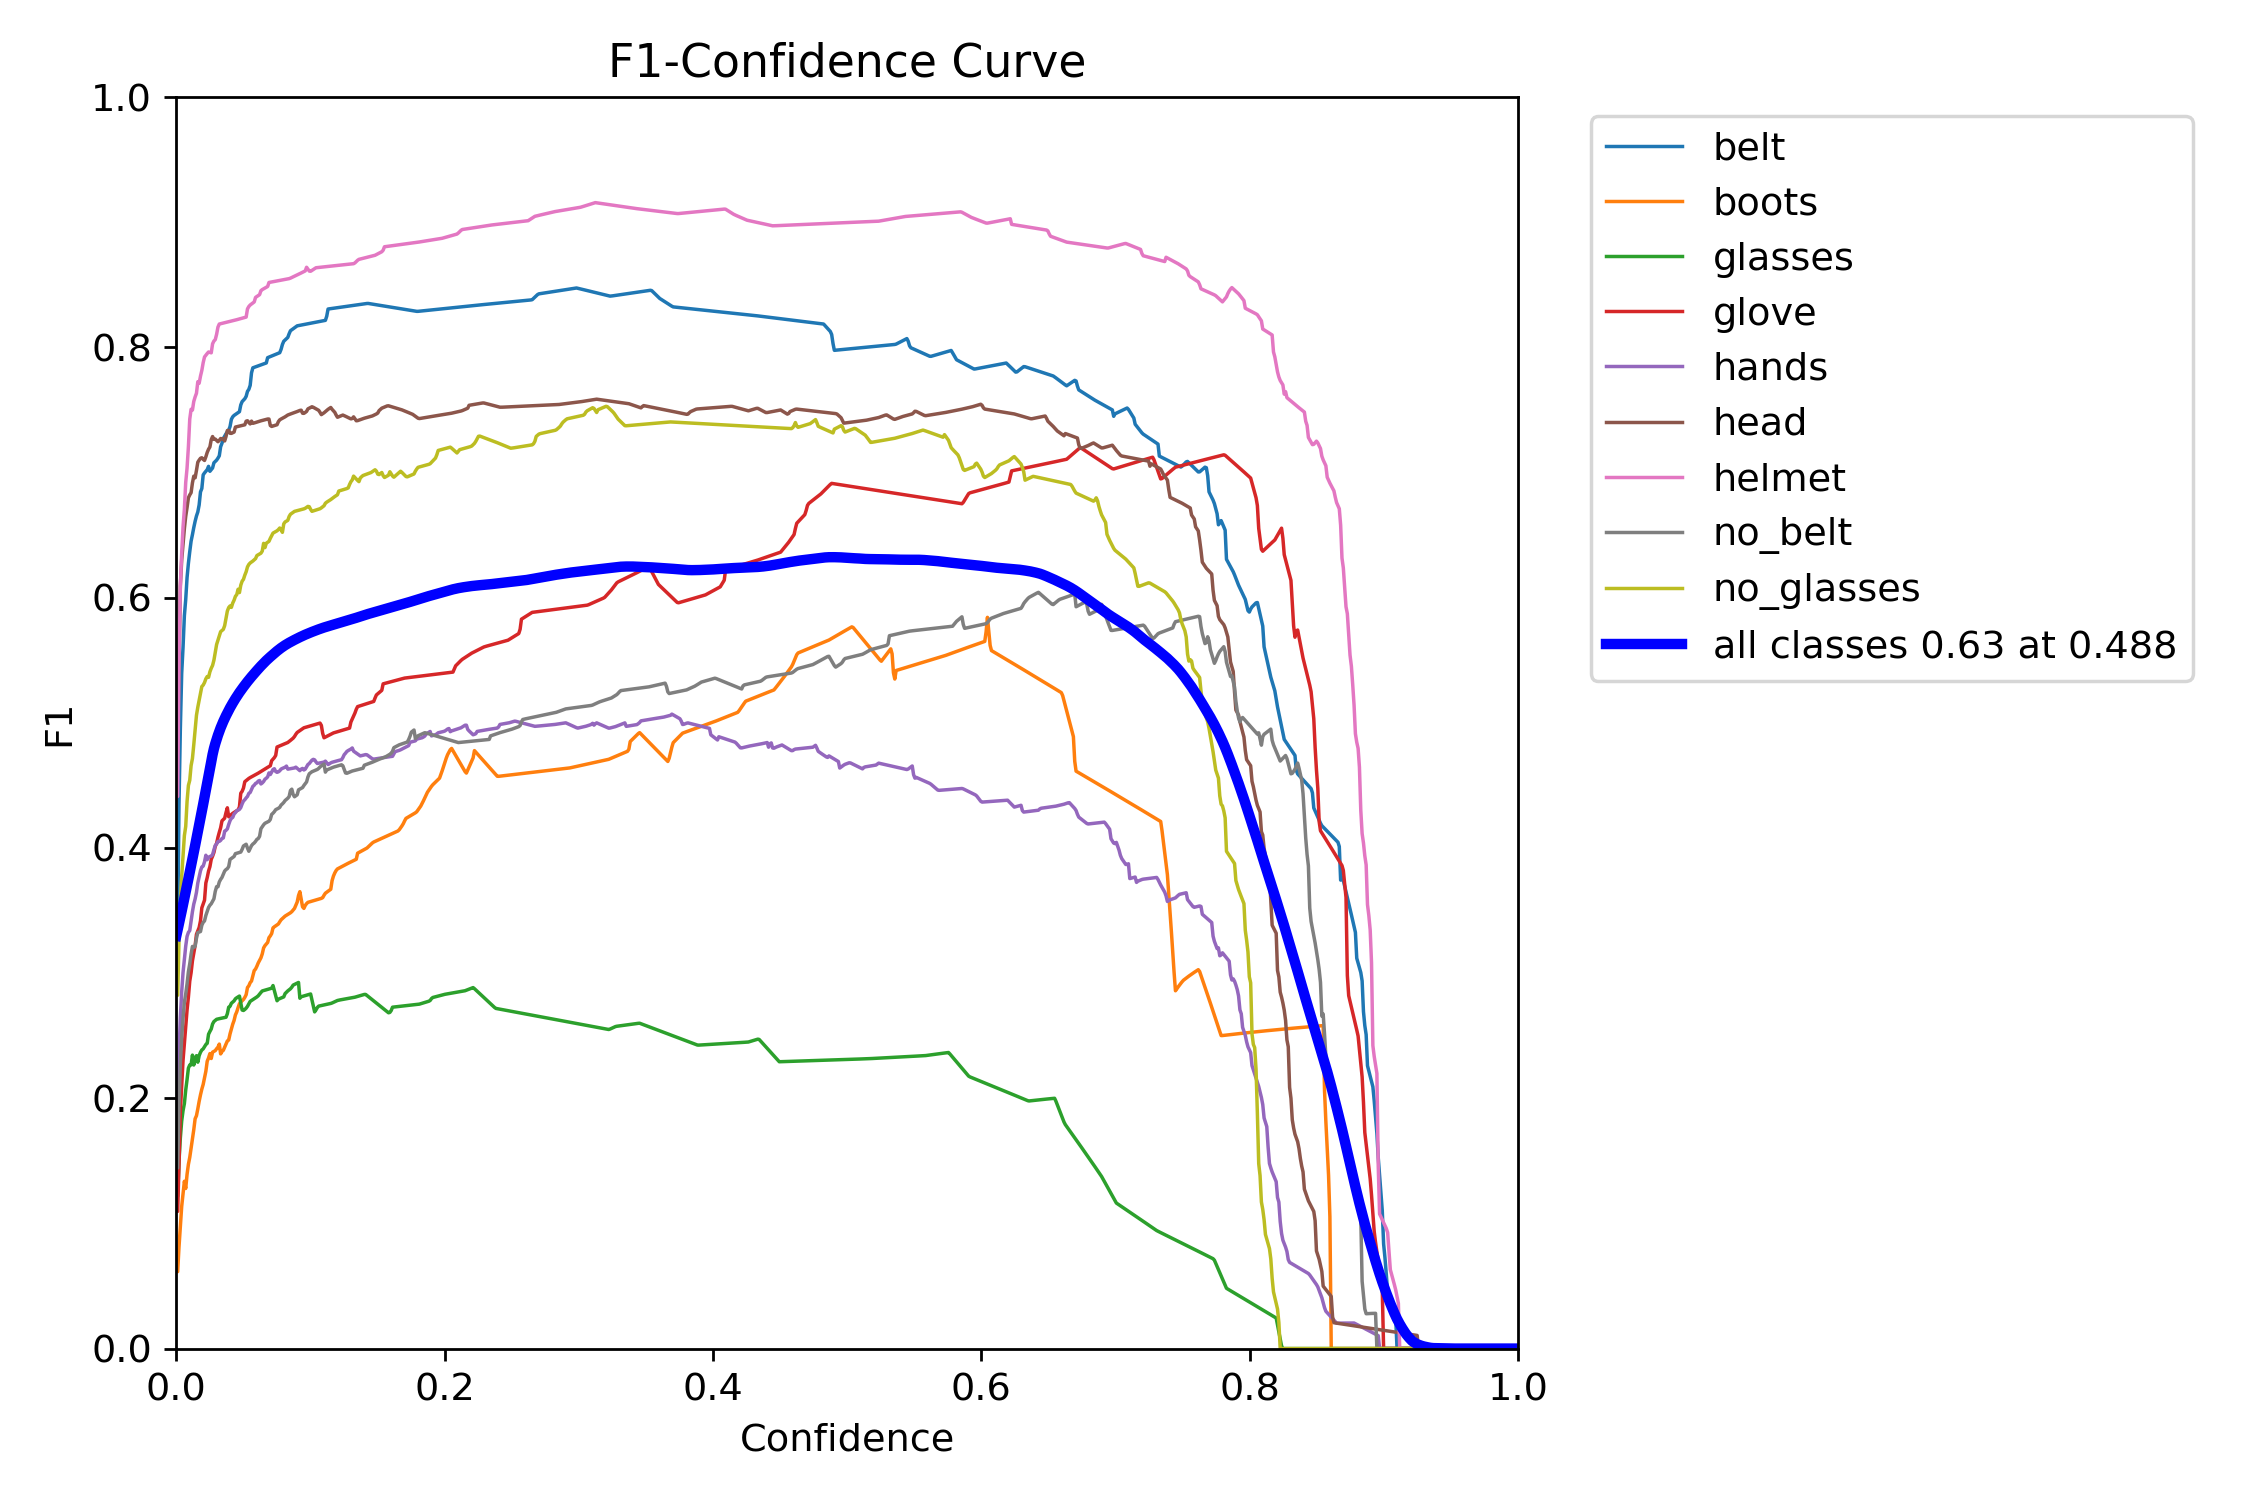 F1-Confidence Curve
1.0
0.8
0.6
0.4
0.2
0.0
F1
0.0 0.2 0.4 0.6 0.8 1.0
Confidence
belt
boots
glasses
glove
hands
head
helmet
no_belt
no_glasses
all classes 0.63 at 0.488